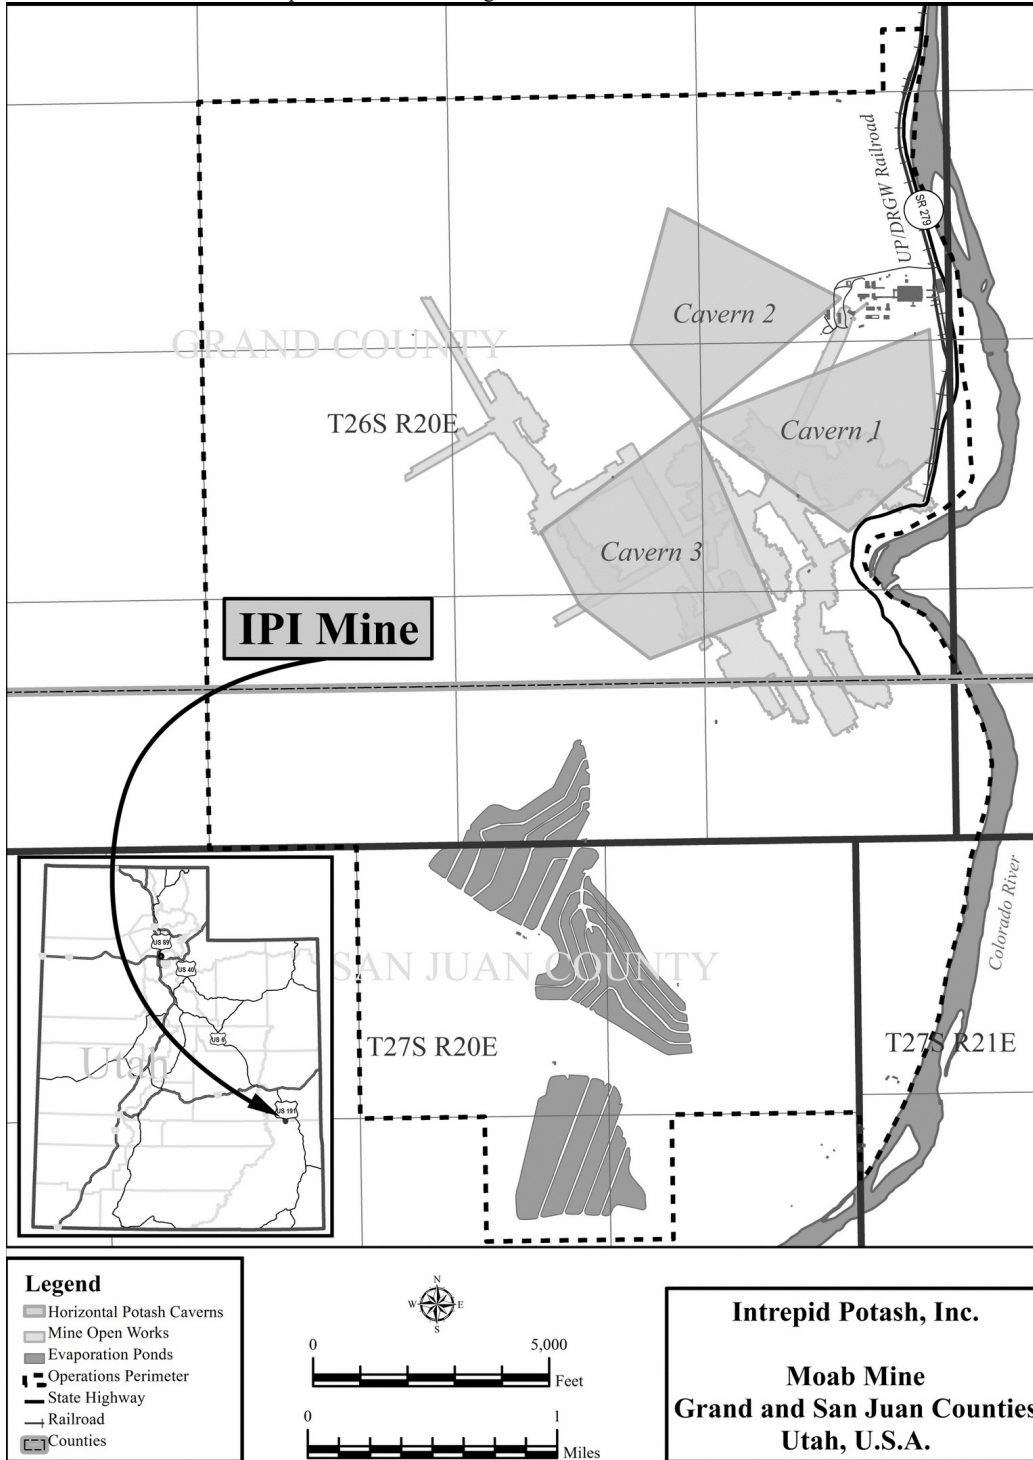 UP/DRGW Railroad
SR 279
Cavern 2
GRAND COUNTY
T26S R20E
Cavern 1
Cavern 3
IPI Mine
Colorado River
US 89
US 40
SAN JUAN COUNTY
US 6
Utah
T27S R20E
T27S R21E
US 191
Legend
Horizontal Potash Caverns
Mine Open Works
Evaporation Ponds
Operations Perimeter
State Highway
Railroad
Counties
N
W E
S
0 5,000
Feet
0 1
Miles
Intrepid Potash, Inc.
Moab Mine
Grand and San Juan Counties
Utah, U.S.A.